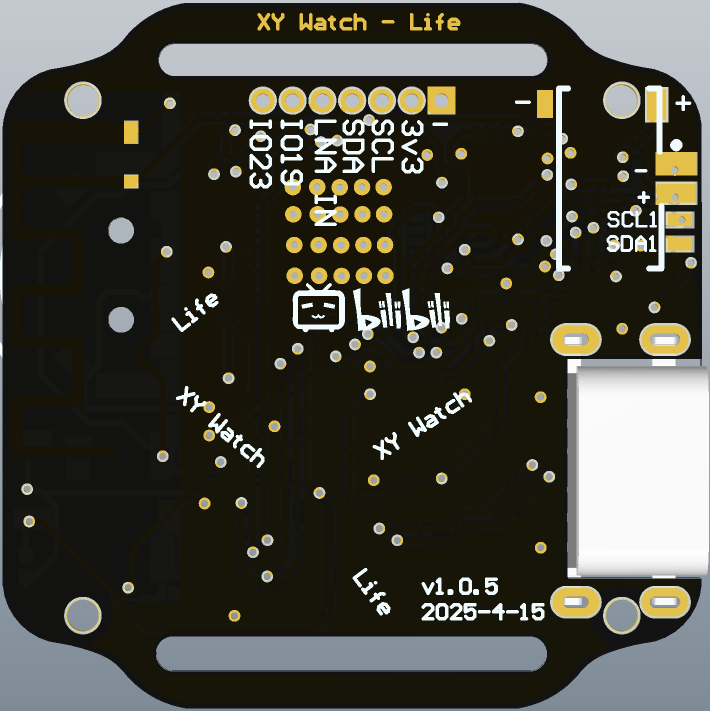 XY Watch - Life
-
+
3v3
SCL
SDA
LNA IN
IO19
IO23
-
-
+
SCL1
SDA1
bilibili
Life
XY Watch
XY Watch
Life
v1.0.5
2025-4-15